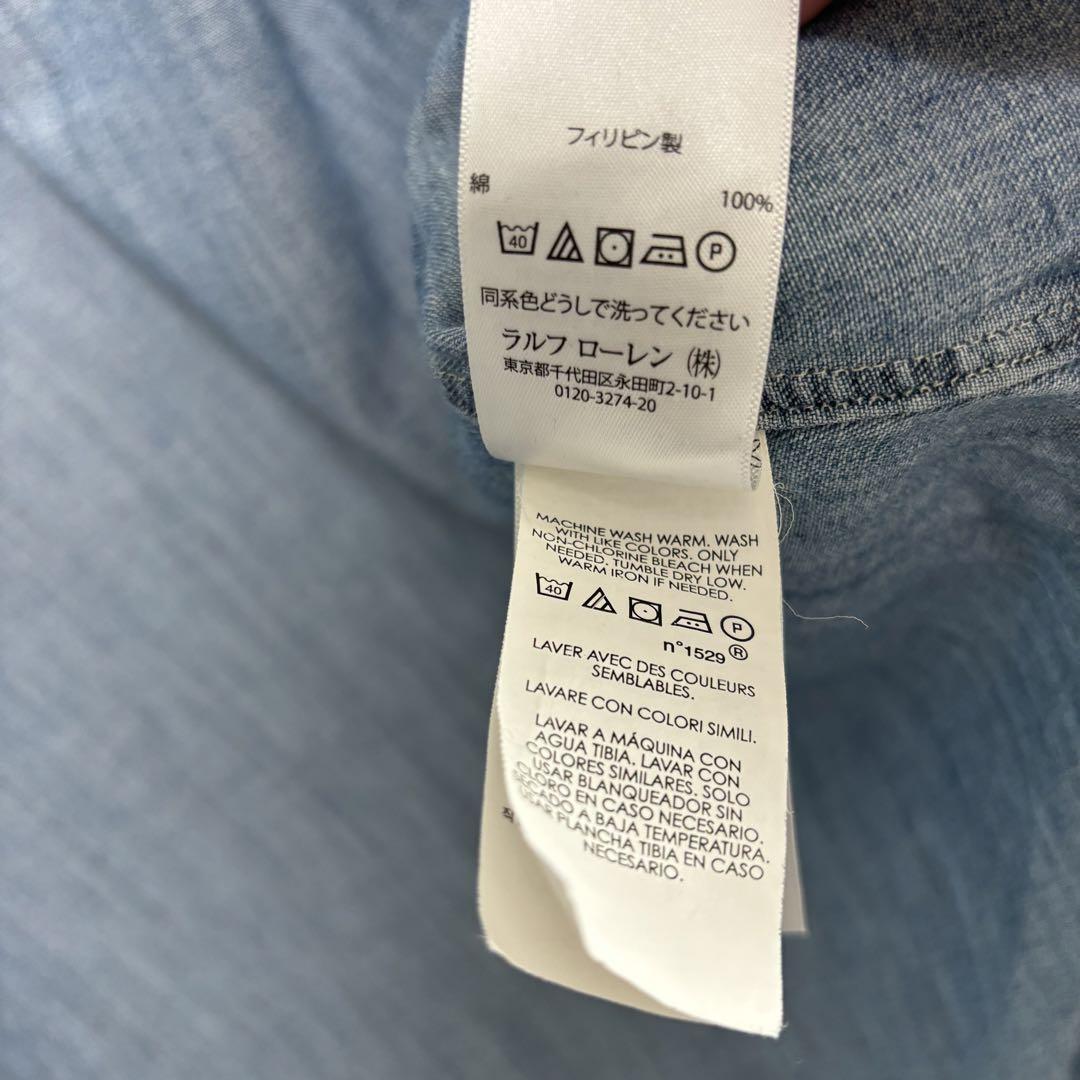 フィリピン製
綿 100%
40 P
同系色どうしで洗ってください
ラルフ ローレン (株)
東京都千代田区永田町2-10-1
0120-3274-20
MACHINE WASH WARM. WASH
WITH LIKE COLORS. ONLY
NON-CHLORINE BLEACH WHEN
NEEDED. TUMBLE DRY LOW.
WARM IRON IF NEEDED.
40 P
n°1529 ®
LAVER AVEC DES COULEURS
SEMBLABLES.
LAVARE CON COLORI SIMILI.
LAVAR A MÁQUINA CON
AGUA TIBIA. LAVAR CON
COLORES SIMILARES. SOLO
USAR BLANQUEADOR SIN
CLORO EN CASO NECESARIO.
SECADO A BAJA TEMPERATURA.
USAR PLANCHA TIBIA EN CASO
NECESARIO.